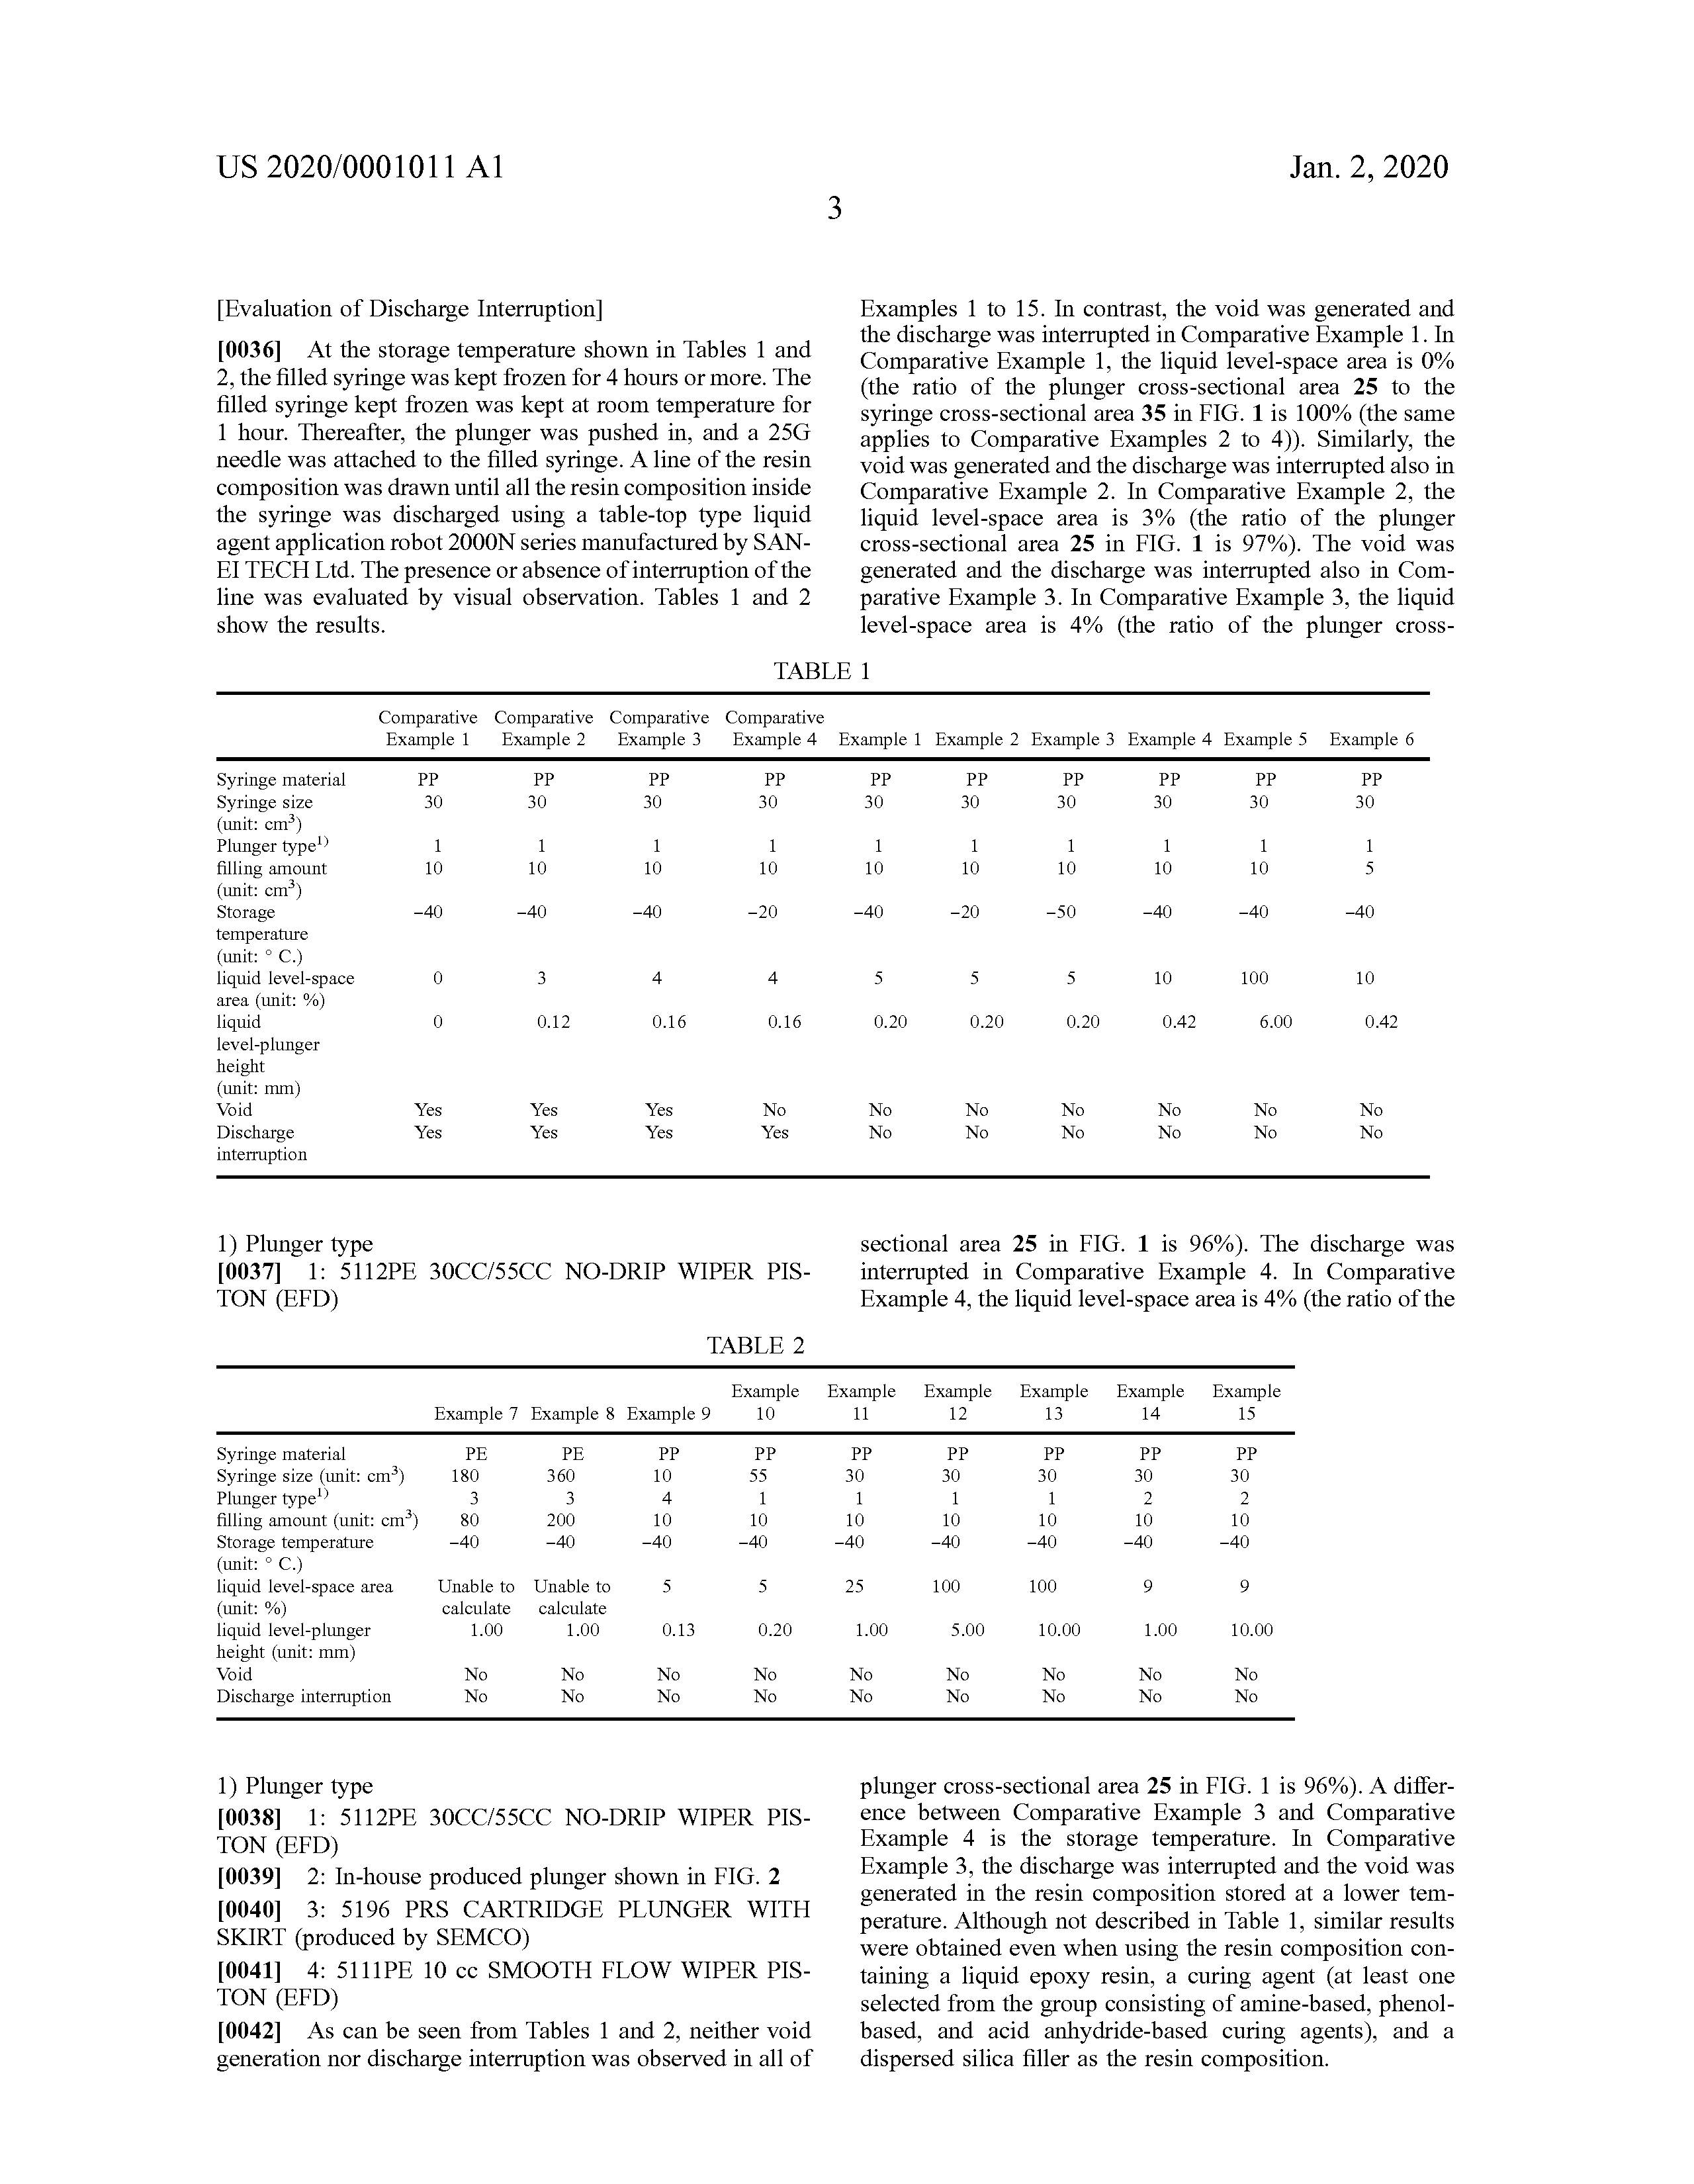 US 2020/0001011 A1
Jan. 2, 2020
3
[Evaluation of Discharge Interruption]
[0036] At the storage temperature shown in Tables 1 and
2, the filled syringe was kept frozen for 4 hours or more. The
filled syringe kept frozen was kept at room temperature for
1 hour. Thereafter, the plunger was pushed in, and a 25G
needle was attached to the filled syringe. A line of the resin
composition was drawn until all the resin composition inside
the syringe was discharged using a table-top type liquid
agent application robot 2000N series manufactured by SAN-
EI TECH Ltd. The presence or absence of interruption of the
line was evaluated by visual observation. Tables 1 and 2
show the results.
Examples 1 to 15. In contrast, the void was generated and
the discharge was interrupted in Comparative Example 1. In
Comparative Example 1, the liquid level-space area is 0%
(the ratio of the plunger cross-sectional area 25 to the
syringe cross-sectional area 35 in FIG. 1 is 100% (the same
applies to Comparative Examples 2 to 4)). Similarly, the
void was generated and the discharge was interrupted also in
Comparative Example 2. In Comparative Example 2, the
liquid level-space area is 3% (the ratio of the plunger
cross-sectional area 25 in FIG. 1 is 97%). The void was
generated and the discharge was interrupted also in Com-
parative Example 3. In Comparative Example 3, the liquid
level-space area is 4% (the ratio of the plunger cross-
TABLE 1
Comparative Comparative Comparative Comparative
Example 1 Example 2 Example 3 Example 4 Example 1 Example 2 Example 3 Example 4 Example 5 Example 6
Syringe material PP PP PP PP PP PP PP PP PP PP
Syringe size 30 30 30 30 30 30 30 30 30 30
(unit: cm³)
Plunger type¹⁾ 1 1 1 1 1 1 1 1 1 1
filling amount 10 10 10 10 10 10 10 10 10 5
(unit: cm³)
Storage –40 –40 –40 –20 –40 –20 –50 –40 –40 –40
temperature
(unit: ° C.)
liquid level-space 0 3 4 4 5 5 5 10 100 10
area (unit: %)
liquid 0 0.12 0.16 0.16 0.20 0.20 0.20 0.42 6.00 0.42
level-plunger
height
(unit: mm)
Void Yes Yes Yes No No No No No No No
Discharge Yes Yes Yes Yes No No No No No No
interruption
1) Plunger type
[0037] 1: 5112PE 30CC/55CC NO-DRIP WIPER PIS-
TON (EFD)
sectional area 25 in FIG. 1 is 96%). The discharge was
interrupted in Comparative Example 4. In Comparative
Example 4, the liquid level-space area is 4% (the ratio of the
TABLE 2
Example Example Example Example Example Example
Example 7 Example 8 Example 9 10 11 12 13 14 15
Syringe material PE PE PP PP PP PP PP PP PP
Syringe size (unit: cm³) 180 360 10 55 30 30 30 30 30
Plunger type¹⁾ 3 3 4 1 1 1 1 2 2
filling amount (unit: cm³) 80 200 10 10 10 10 10 10 10
Storage temperature –40 –40 –40 –40 –40 –40 –40 –40 –40
(unit: ° C.)
liquid level-space area Unable to Unable to 5 5 25 100 100 9 9
(unit: %) calculate calculate
liquid level-plunger 1.00 1.00 0.13 0.20 1.00 5.00 10.00 1.00 10.00
height (unit: mm)
Void No No No No No No No No No
Discharge interruption No No No No No No No No No
1) Plunger type
[0038] 1: 5112PE 30CC/55CC NO-DRIP WIPER PIS-
TON (EFD)
[0039] 2: In-house produced plunger shown in FIG. 2
[0040] 3: 5196 PRS CARTRIDGE PLUNGER WITH
SKIRT (produced by SEMCO)
[0041] 4: 5111PE 10 cc SMOOTH FLOW WIPER PIS-
TON (EFD)
[0042] As can be seen from Tables 1 and 2, neither void
generation nor discharge interruption was observed in all of
plunger cross-sectional area 25 in FIG. 1 is 96%). A differ-
ence between Comparative Example 3 and Comparative
Example 4 is the storage temperature. In Comparative
Example 3, the discharge was interrupted and the void was
generated in the resin composition stored at a lower tem-
perature. Although not described in Table 1, similar results
were obtained even when using the resin composition con-
taining a liquid epoxy resin, a curing agent (at least one
selected from the group consisting of amine-based, phenol-
based, and acid anhydride-based curing agents), and a
dispersed silica filler as the resin composition.